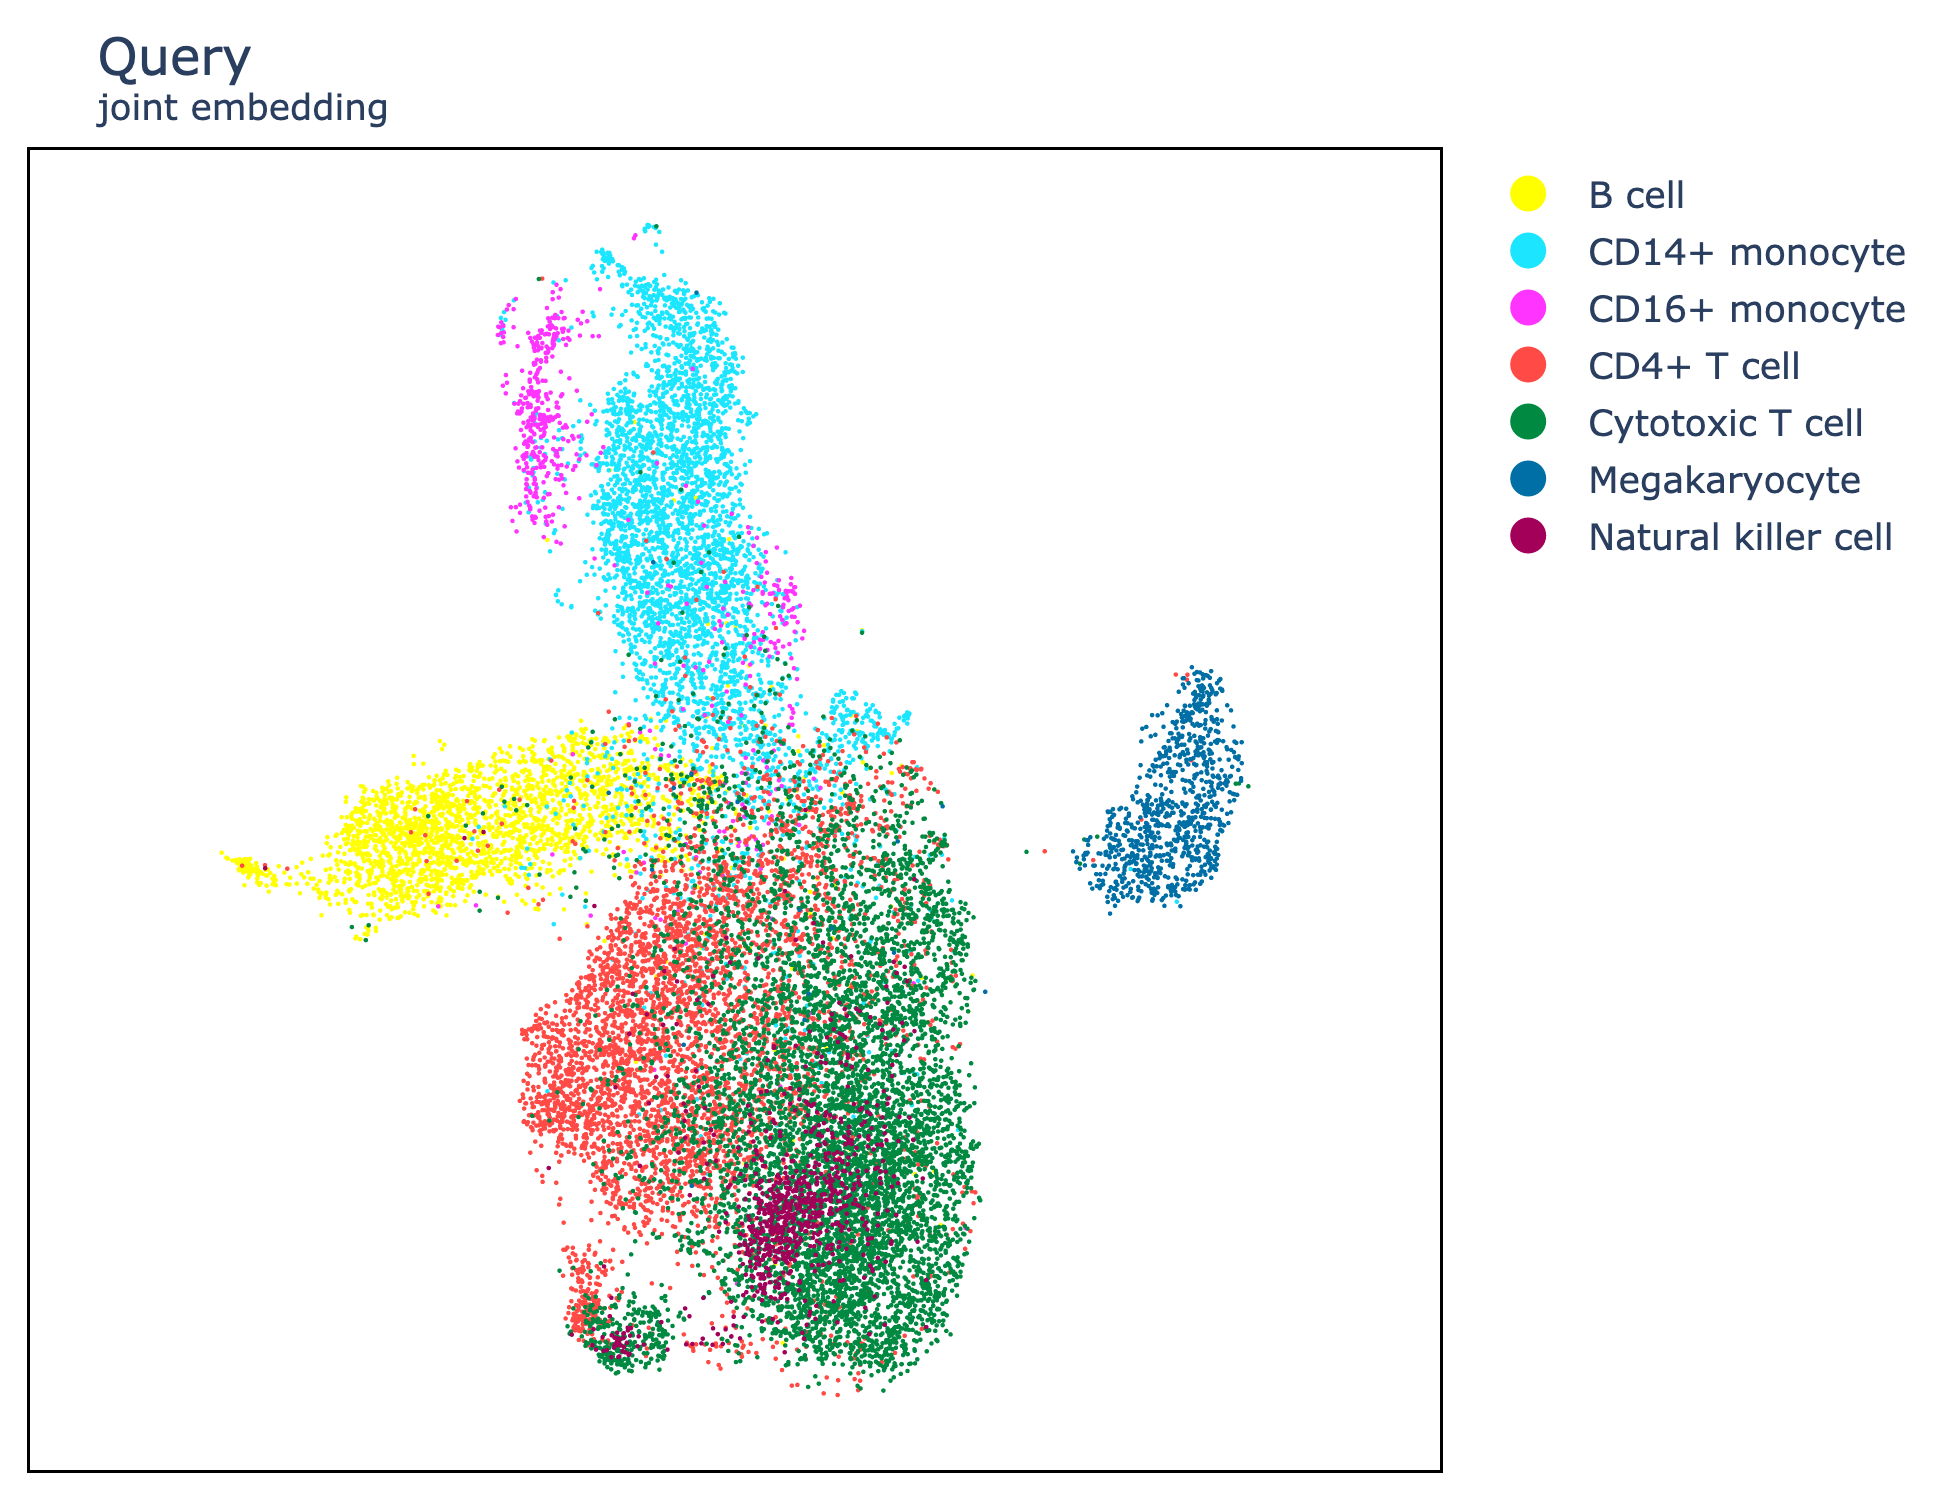 Query
joint embedding
B cell
CD14+ monocyte
CD16+ monocyte
CD4+ T cell
Cytotoxic T cell
Megakaryocyte
Natural killer cell